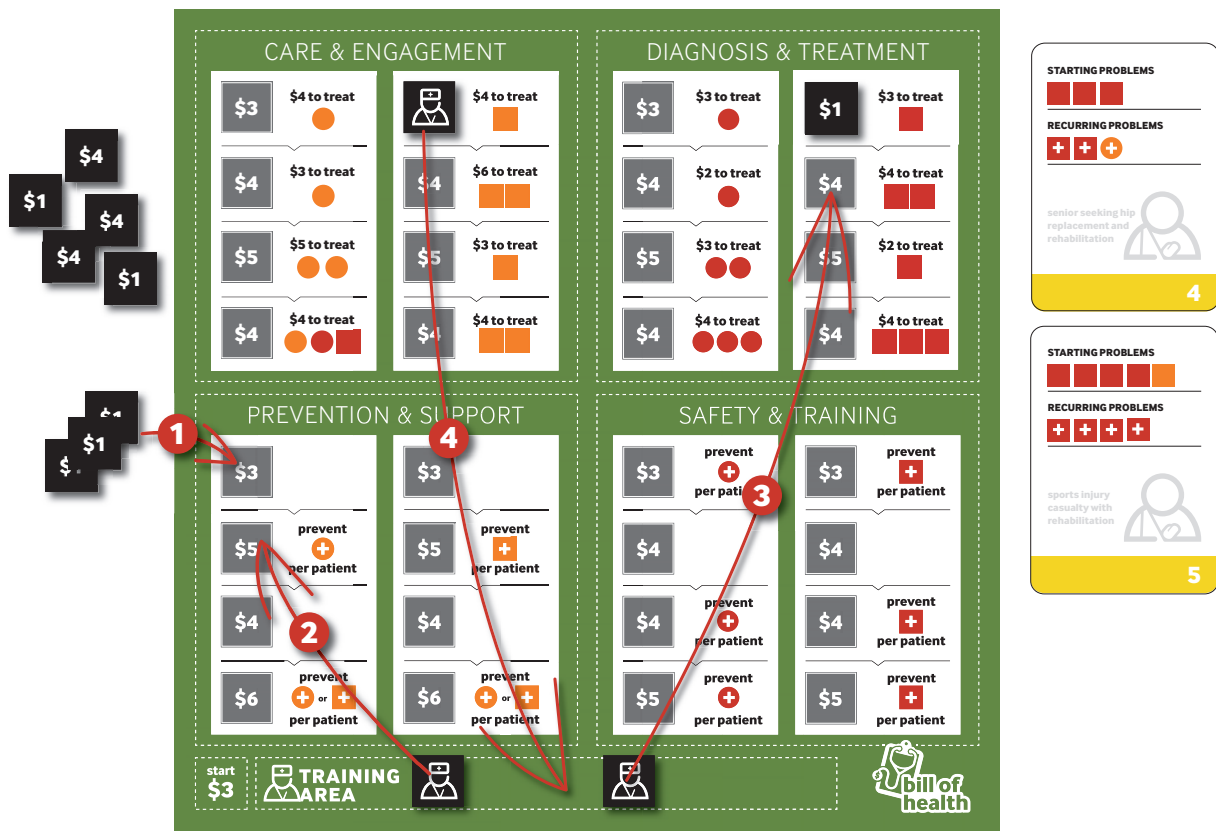 $4
$1
$4
$4
$1
$1
$1
1
CARE & ENGAGEMENT
$3
$4 to treat
$4
$3 to treat
$5
$5 to treat
$4
$4 to treat
$4 to treat
$4
$6 to treat
$5
$3 to treat
$4
$4 to treat
DIAGNOSIS & TREATMENT
$3
$3 to treat
$4
$2 to treat
$5
$3 to treat
$4
$4 to treat
$1
$3 to treat
$4
$4 to treat
$5
$2 to treat
$4
$4 to treat
PREVENTION & SUPPORT
$3
$5
prevent
per patient
$4
2
$6
prevent
or
per patient
4
$3
$5
prevent
per patient
$4
$6
prevent
or
per patient
SAFETY & TRAINING
$3
prevent
per patient
3
$4
$4
prevent
per patient
$5
prevent
per patient
$3
prevent
per patient
$4
$4
prevent
per patient
$5
prevent
per patient
start
$3
TRAINING
AREA
bill of
health
STARTING PROBLEMS
RECURRING PROBLEMS
senior seeking hip
replacement and
rehabilitation
4
STARTING PROBLEMS
RECURRING PROBLEMS
sports injury
casualty with
rehabilitation
5